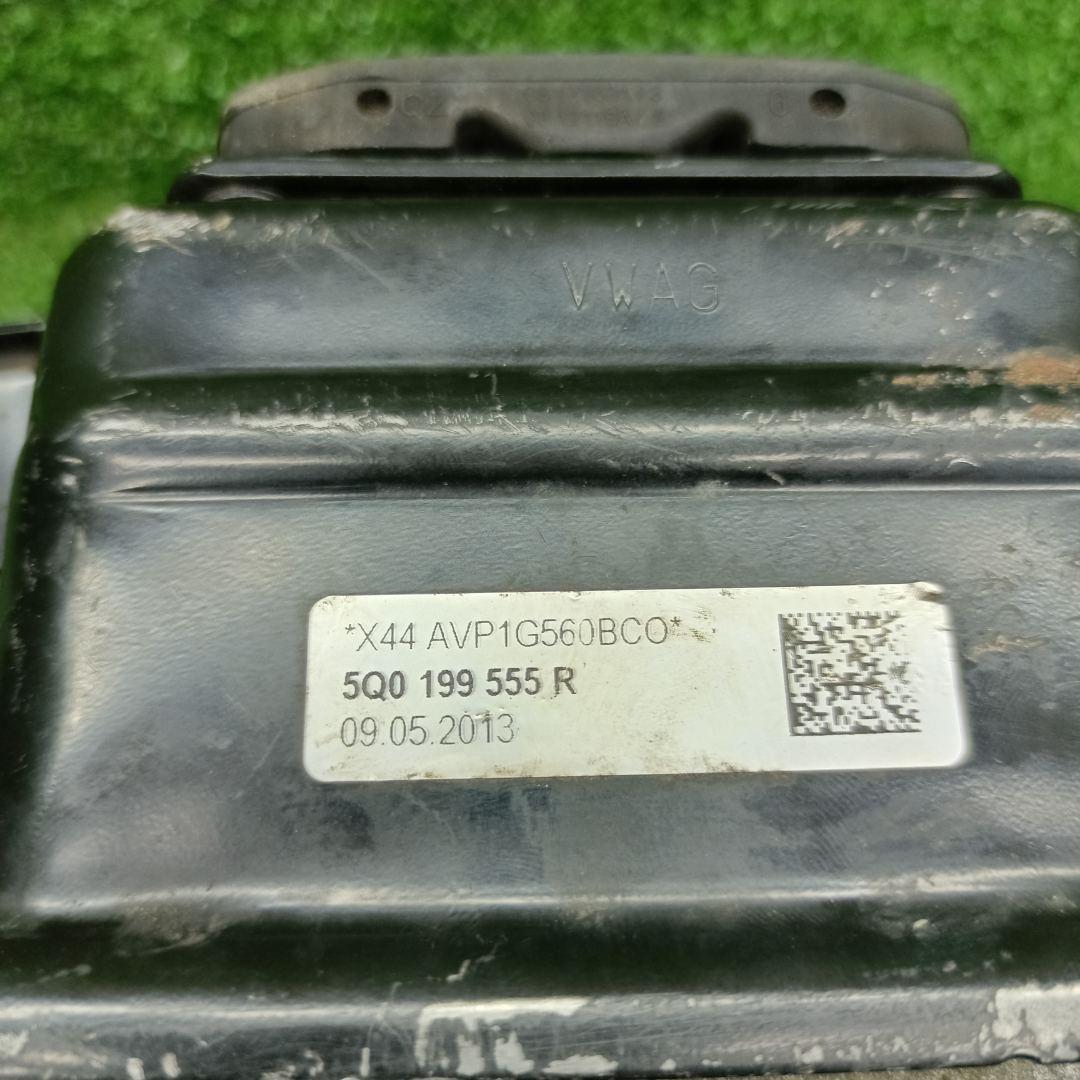 VWAG
*X44 AVP1G560BCO*
5Q0 199 555 R
09.05.2013